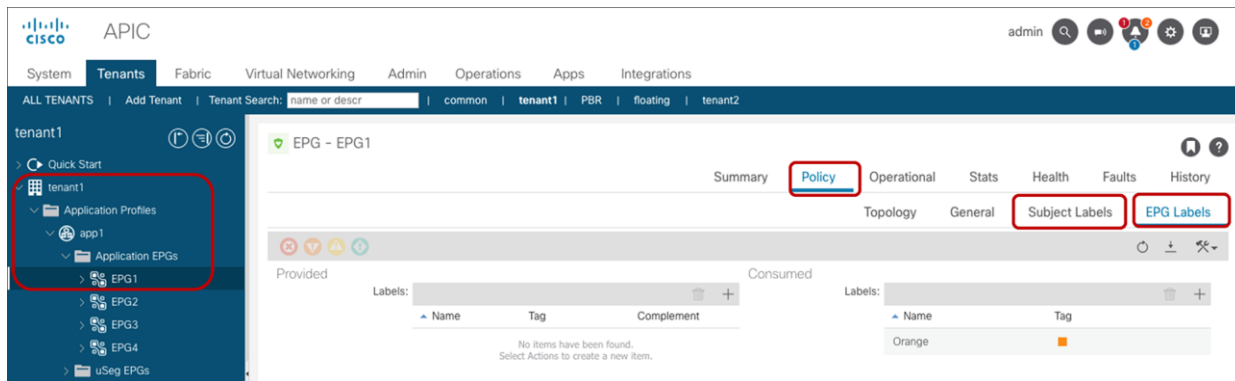 CISCO APIC admin 1 2 1
System Tenants Fabric Virtual Networking Admin Operations Apps Integrations
ALL TENANTS | Add Tenant | Tenant Search: name or descr | common | tenant1 | PBR | floating | tenant2
tenant1
EPG - EPG1
Quick Start
Summary Policy Operational Stats Health Faults History
tenant1
Application Profiles
Topology General Subject Labels EPG Labels
app1
Application EPGs
Provided Consumed
EPG1
Labels: Labels:
EPG2
Name Tag Complement Name Tag
EPG3
No items have been found.
Select Actions to create a new item.
Orange
EPG4
uSeg EPGs